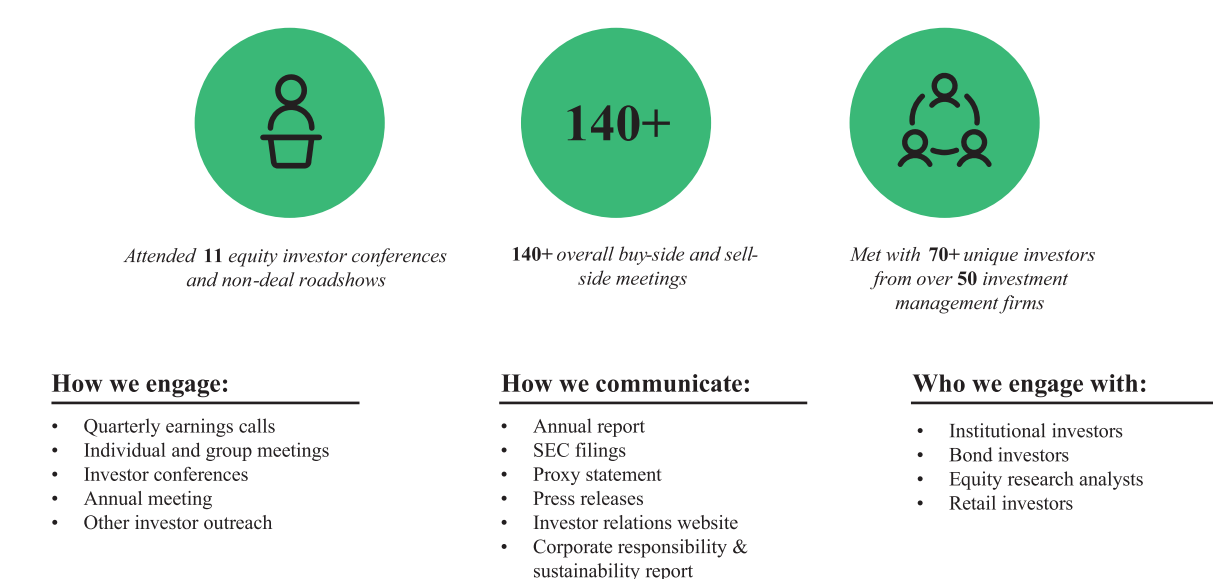 140+
Attended 11 equity investor conferences
and non-deal roadshows
140+ overall buy-side and sell-
side meetings
Met with 70+ unique investors
from over 50 investment
management firms
How we engage:
• Quarterly earnings calls
• Individual and group meetings
• Investor conferences
• Annual meeting
• Other investor outreach
How we communicate:
• Annual report
• SEC filings
• Proxy statement
• Press releases
• Investor relations website
• Corporate responsibility &
sustainability report
Who we engage with:
• Institutional investors
• Bond investors
• Equity research analysts
• Retail investors